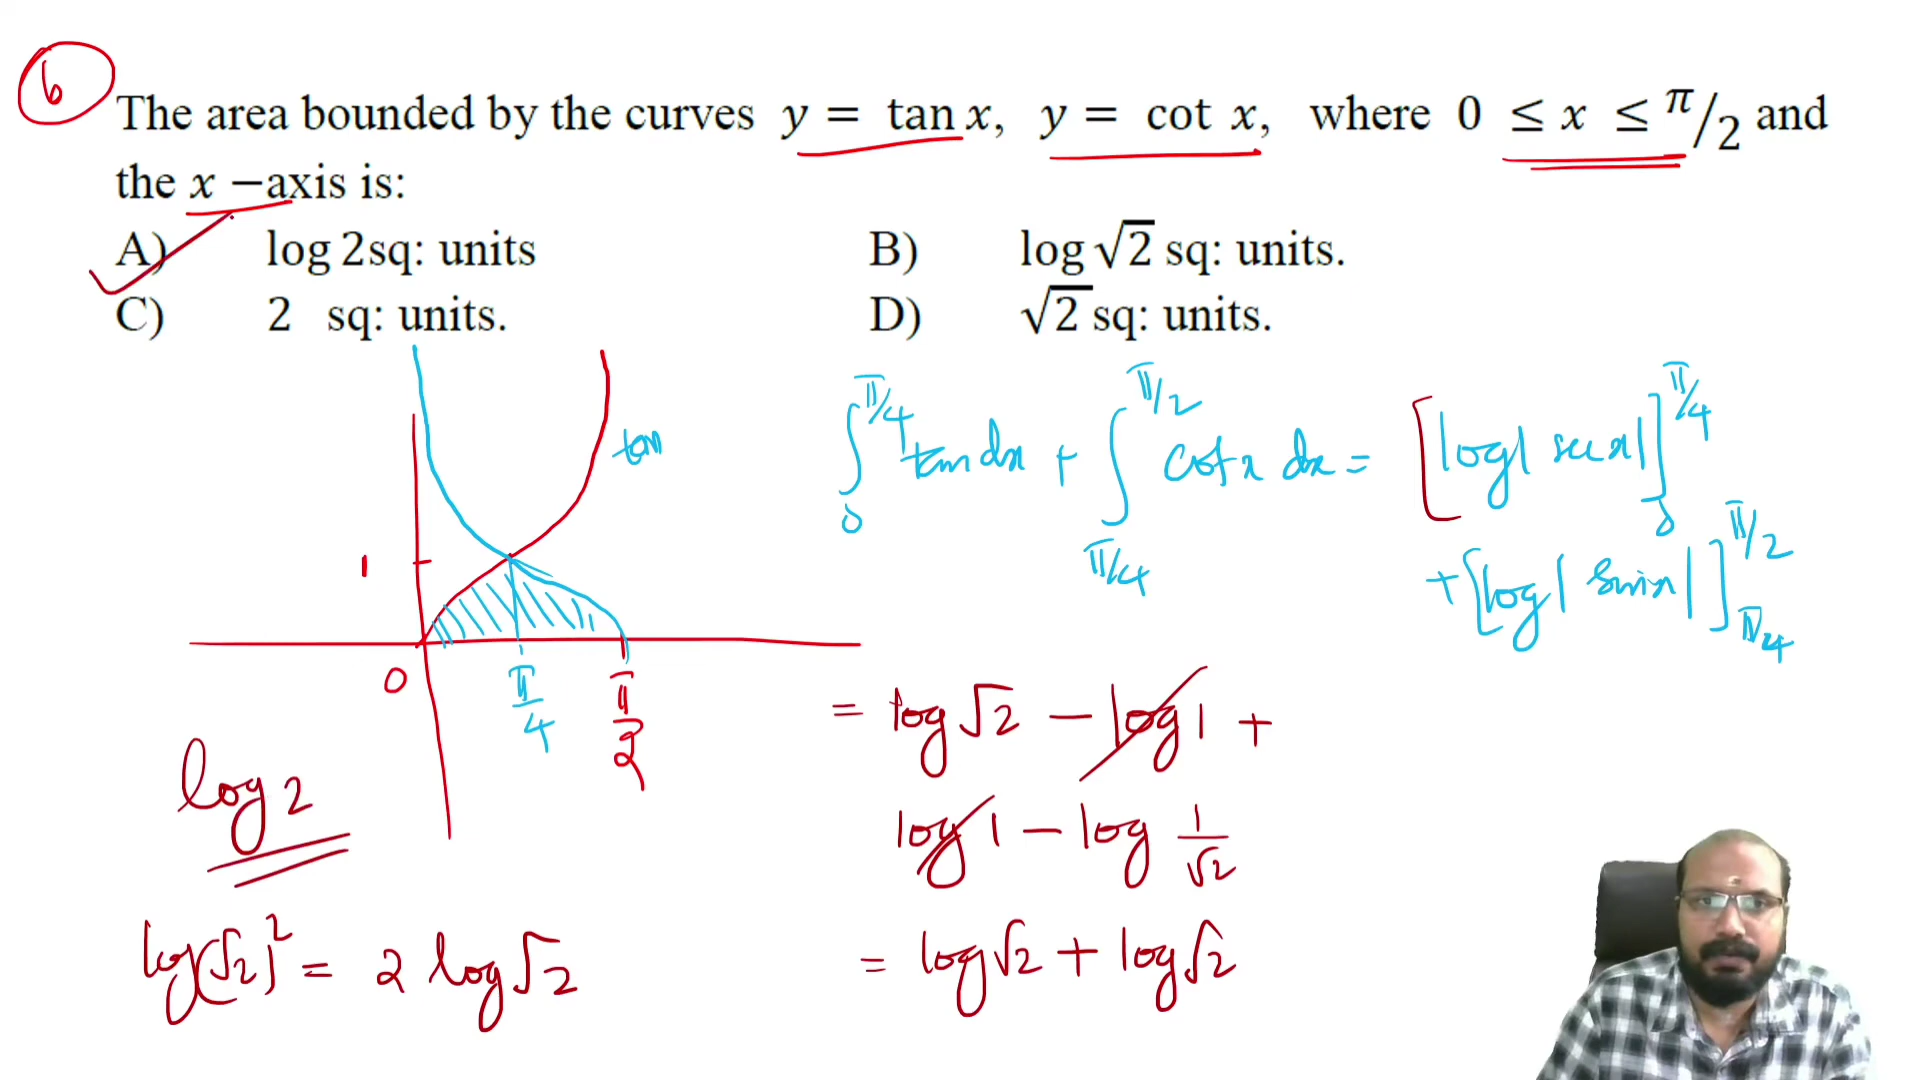 6
The area bounded by the curves y = tan x, y = cot x, where 0 ≤ x ≤ π/2 and
the x −axis is:
A) log 2sq: units B) log √2 sq: units.
C) 2 sq: units. D) √2 sq: units.
tan
1
0 π/4 π/2
∫₀^{π/4} tan dx + ∫_{π/4}^{π/2} cot x dx = [log| sec x|]₀^{π/4}
+ [log| sin x|]_{π/4}^{π/2}
= log √2 − log 1 +
log 1 − log 1/√2
= log √2 + log √2
log(√2)² = 2 log √2
log 2